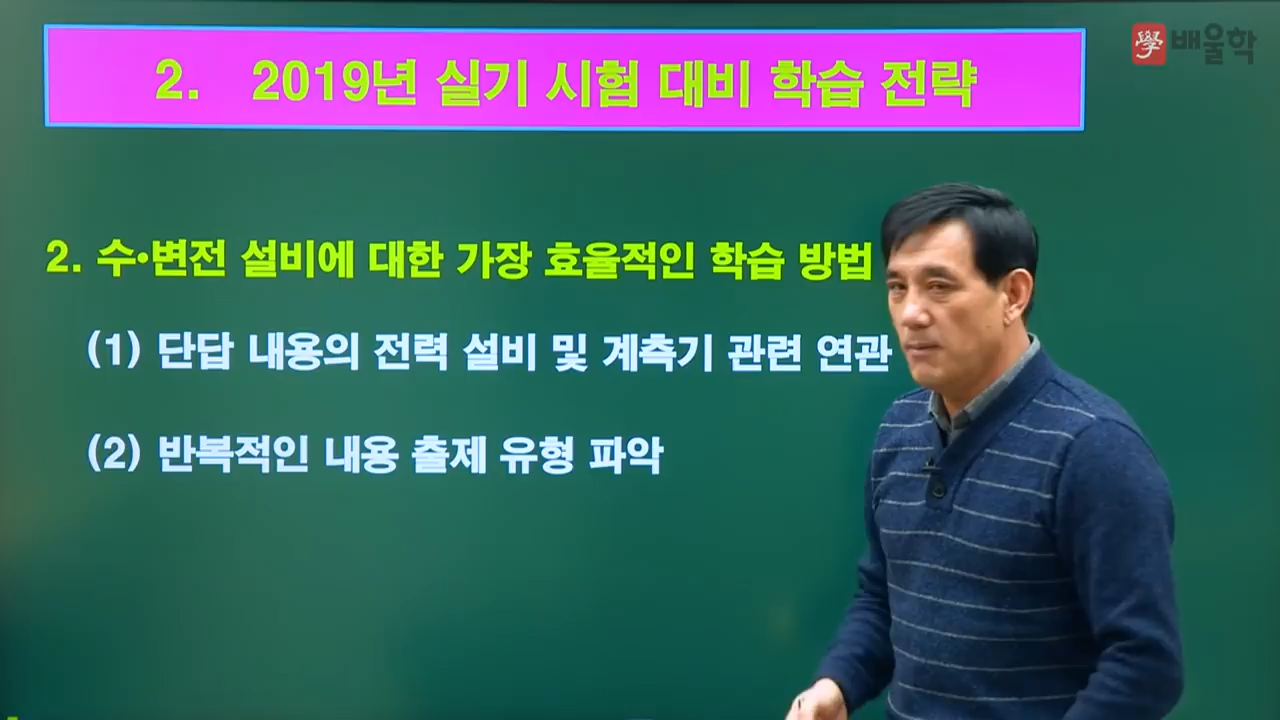 學 배울학
2. 2019년 실기 시험 대비 학습 전략
2. 수·변전 설비에 대한 가장 효율적인 학습 방법
(1) 단답 내용의 전력 설비 및 계측기 관련 연관
(2) 반복적인 내용 출제 유형 파악